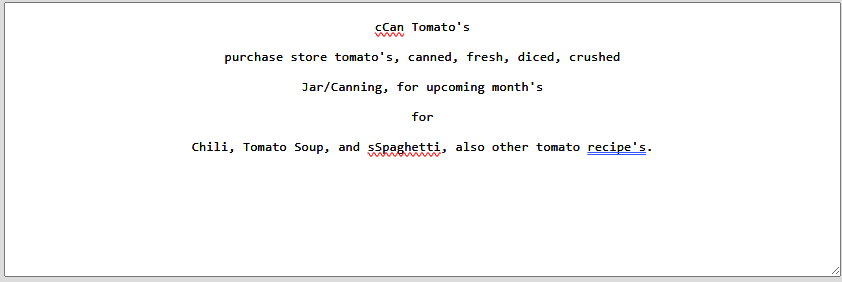 cCan Tomato's
purchase store tomato's, canned, fresh, diced, crushed
Jar/Canning, for upcoming month's
for
Chili, Tomato Soup, and sSpaghetti, also other tomato recipe's.